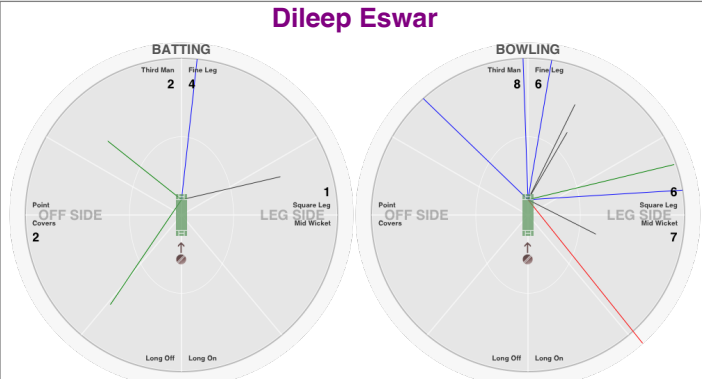 Dileep Eswar
BATTING
Third Man
Fine Leg
2
4
1
Square Leg
Mid Wicket
LEG SIDE
Point
Covers
OFF SIDE
2
Long Off
Long On
BOWLING
Third Man
Fine Leg
8
6
6
Square Leg
Mid Wicket
LEG SIDE
7
Point
Covers
OFF SIDE
Long Off
Long On